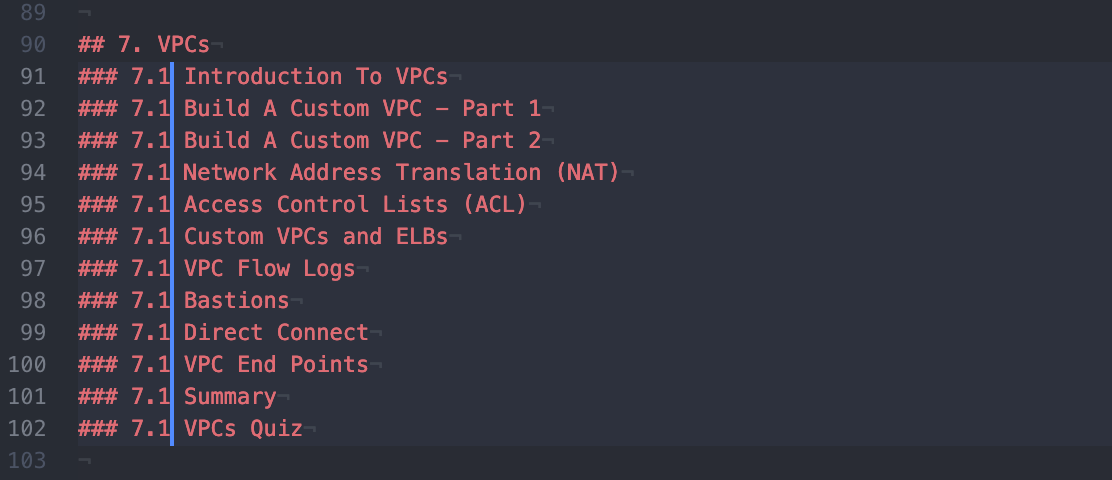 89 ¬
90 ## 7. VPCs¬
91 ### 7.1 Introduction To VPCs¬
92 ### 7.1 Build A Custom VPC – Part 1¬
93 ### 7.1 Build A Custom VPC – Part 2¬
94 ### 7.1 Network Address Translation (NAT)¬
95 ### 7.1 Access Control Lists (ACL)¬
96 ### 7.1 Custom VPCs and ELBs¬
97 ### 7.1 VPC Flow Logs¬
98 ### 7.1 Bastions¬
99 ### 7.1 Direct Connect¬
100 ### 7.1 VPC End Points¬
101 ### 7.1 Summary¬
102 ### 7.1 VPCs Quiz¬
103 ¬